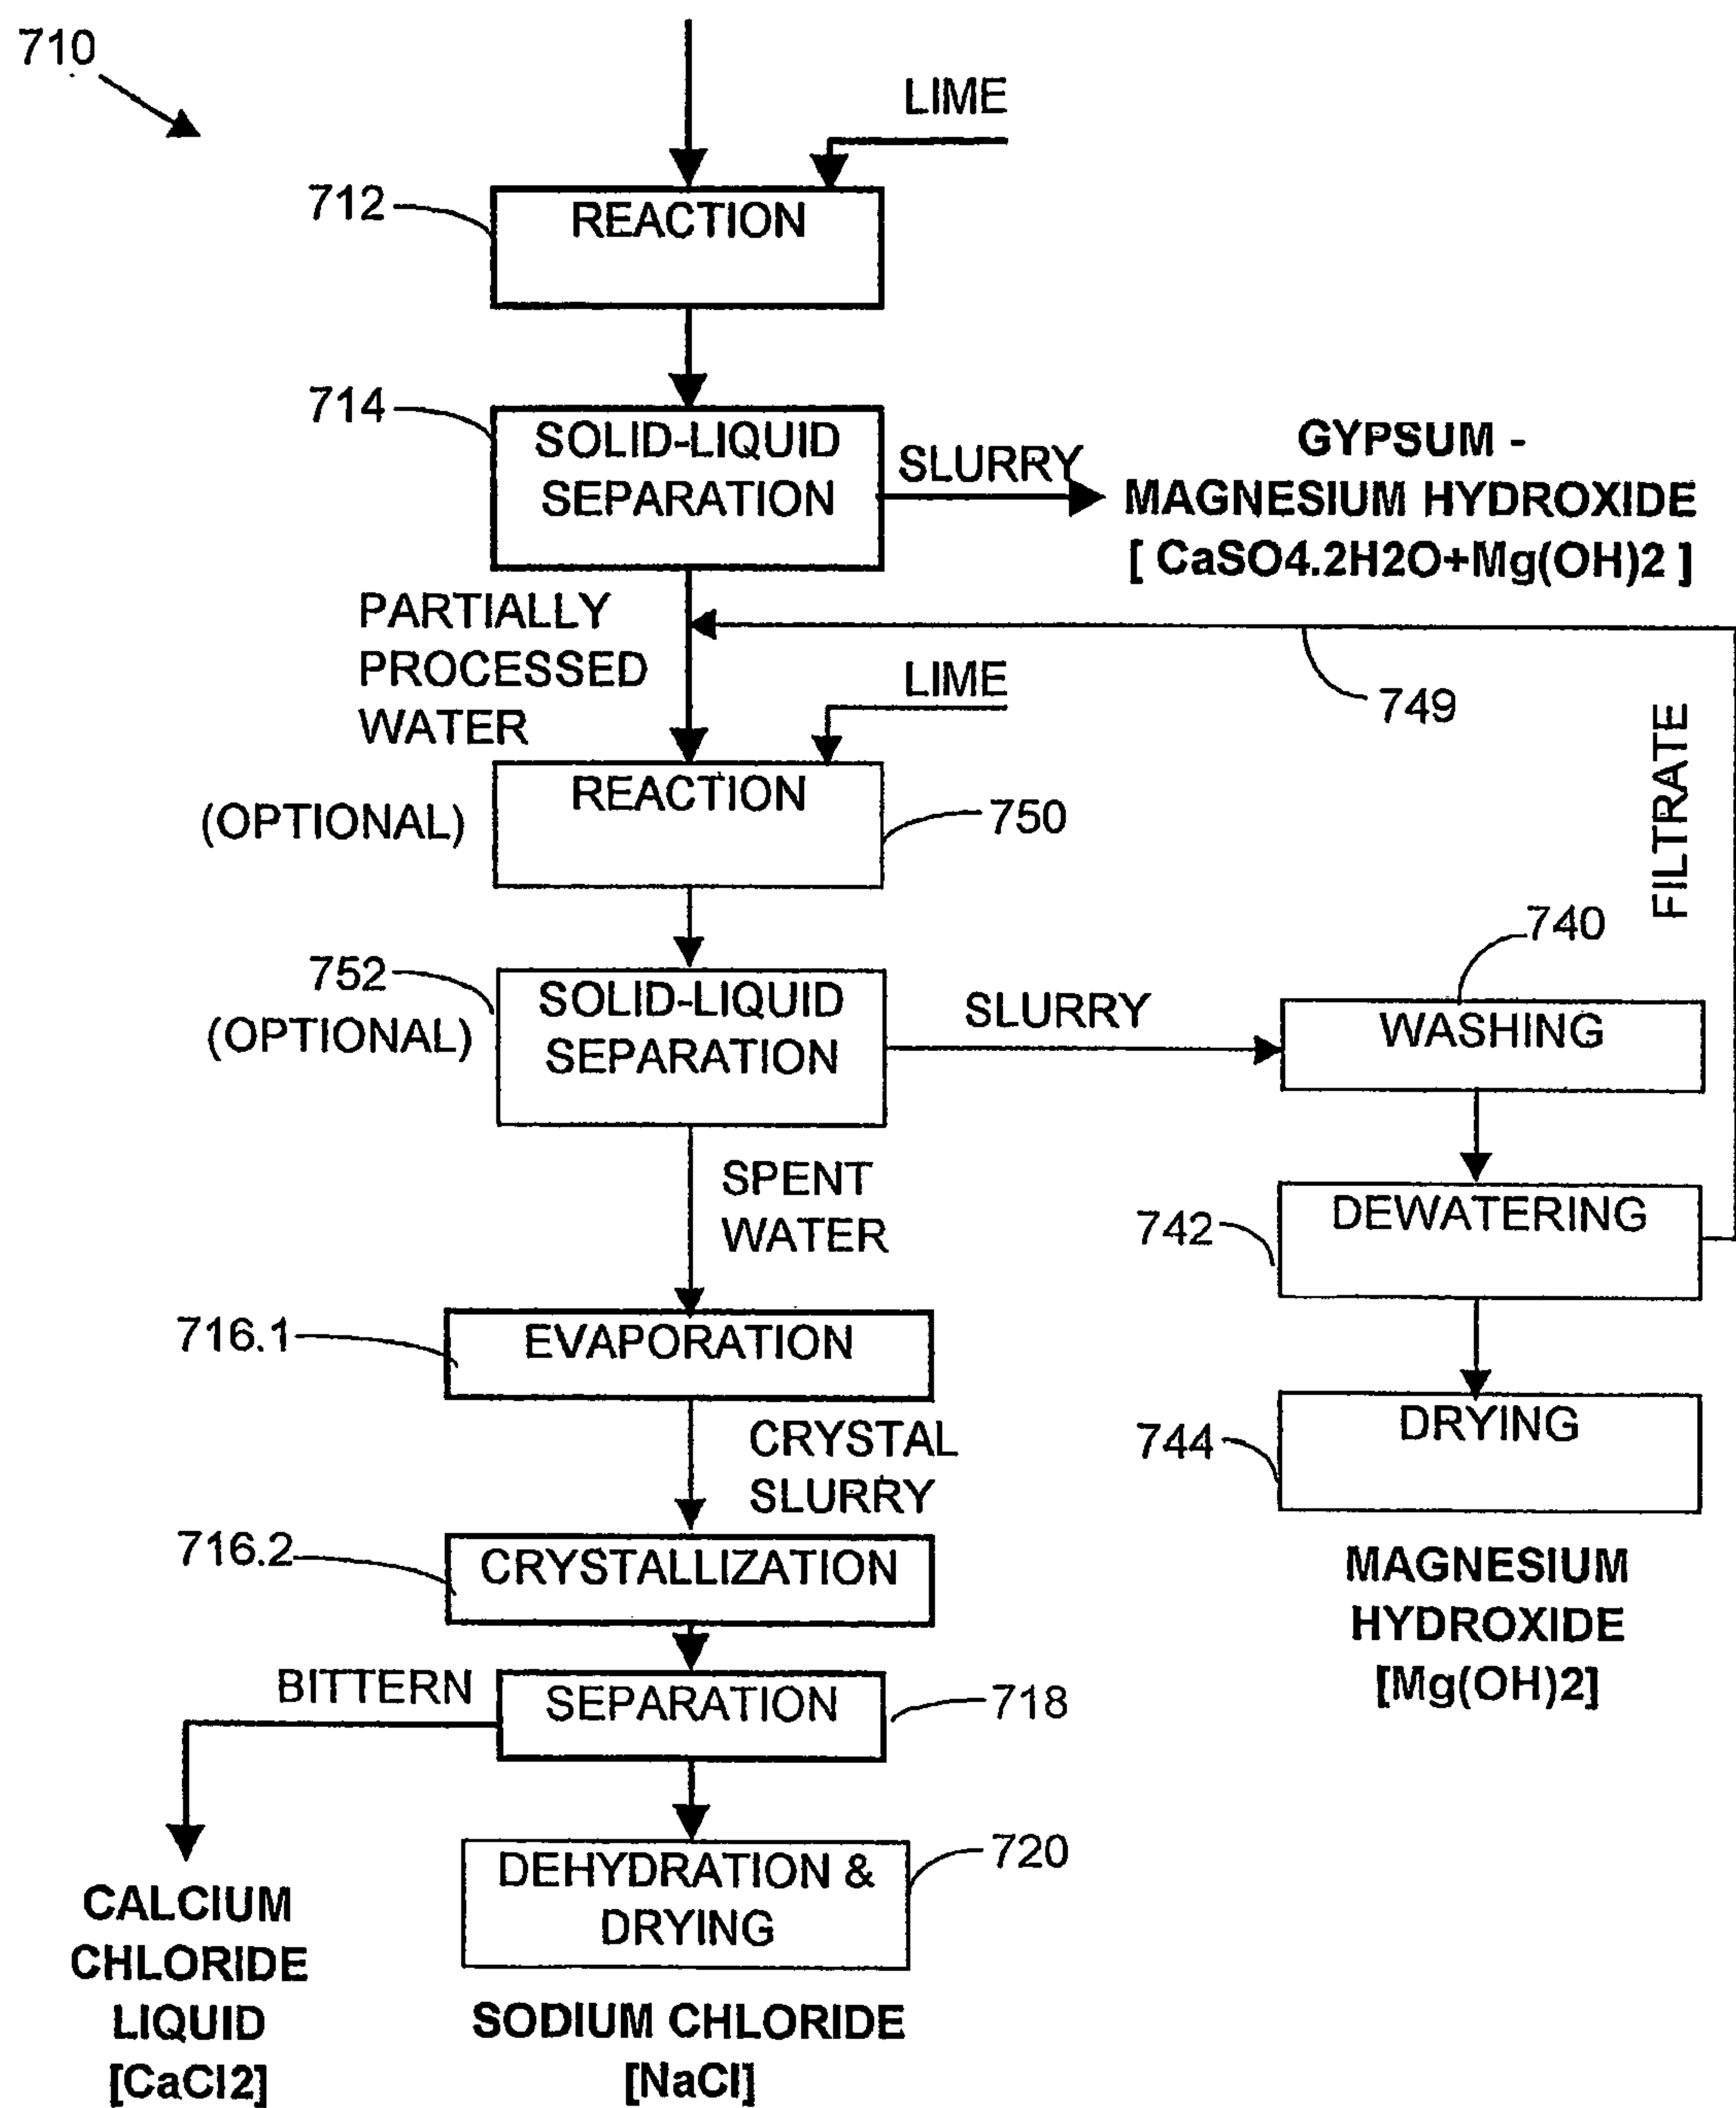 710
LIME
712
REACTION
714
SOLID-LIQUID
SEPARATION
SLURRY
GYPSUM -
MAGNESIUM HYDROXIDE
[ CaSO4.2H2O+Mg(OH)2 ]
PARTIALLY
PROCESSED
WATER
749
LIME
FILTRATE
(OPTIONAL)
REACTION
750
752
(OPTIONAL)
SOLID-LIQUID
SEPARATION
SLURRY
740
WASHING
SPENT
WATER
742
DEWATERING
716.1
EVAPORATION
CRYSTAL
SLURRY
744
DRYING
716.2
CRYSTALLIZATION
MAGNESIUM
HYDROXIDE
[Mg(OH)2]
BITTERN
SEPARATION
718
720
DEHYDRATION &
DRYING
CALCIUM
CHLORIDE
LIQUID
[CaCl2]
SODIUM CHLORIDE
[NaCl]